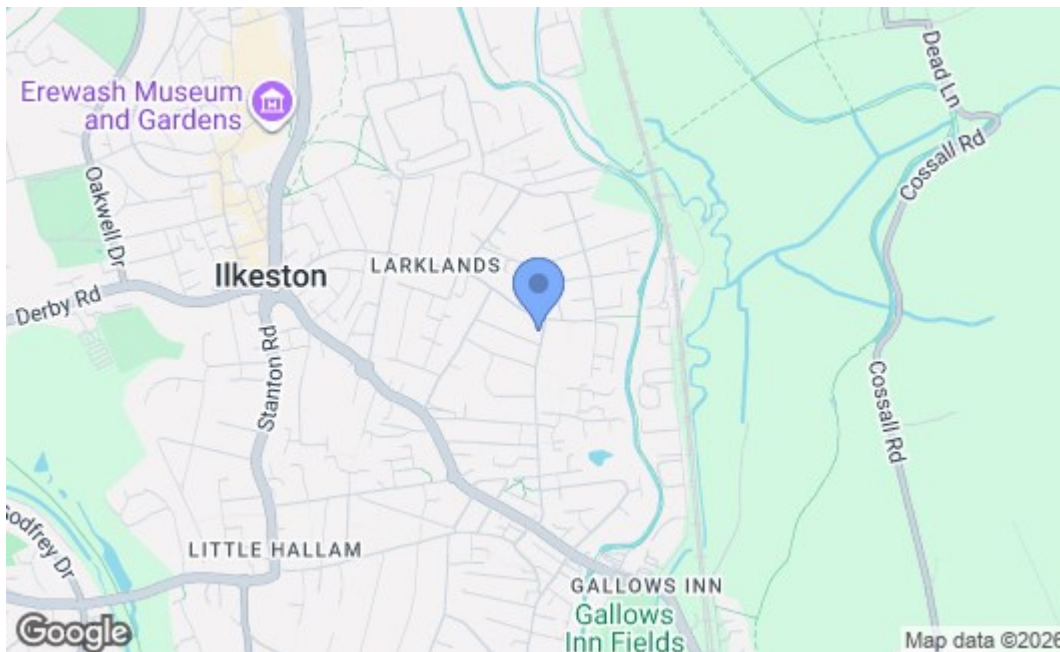 Erewash Museum
and Gardens
Oakwell Dr
Ilkeston
LARKLANDS
Derby Rd
Stanton Rd
Dead Ln
Cossall Rd
Cossall Rd
Godfrey Dr
LITTLE HALLAM
GALLOWS INN
Gallows
Inn Fields
Google
Map data ©2026